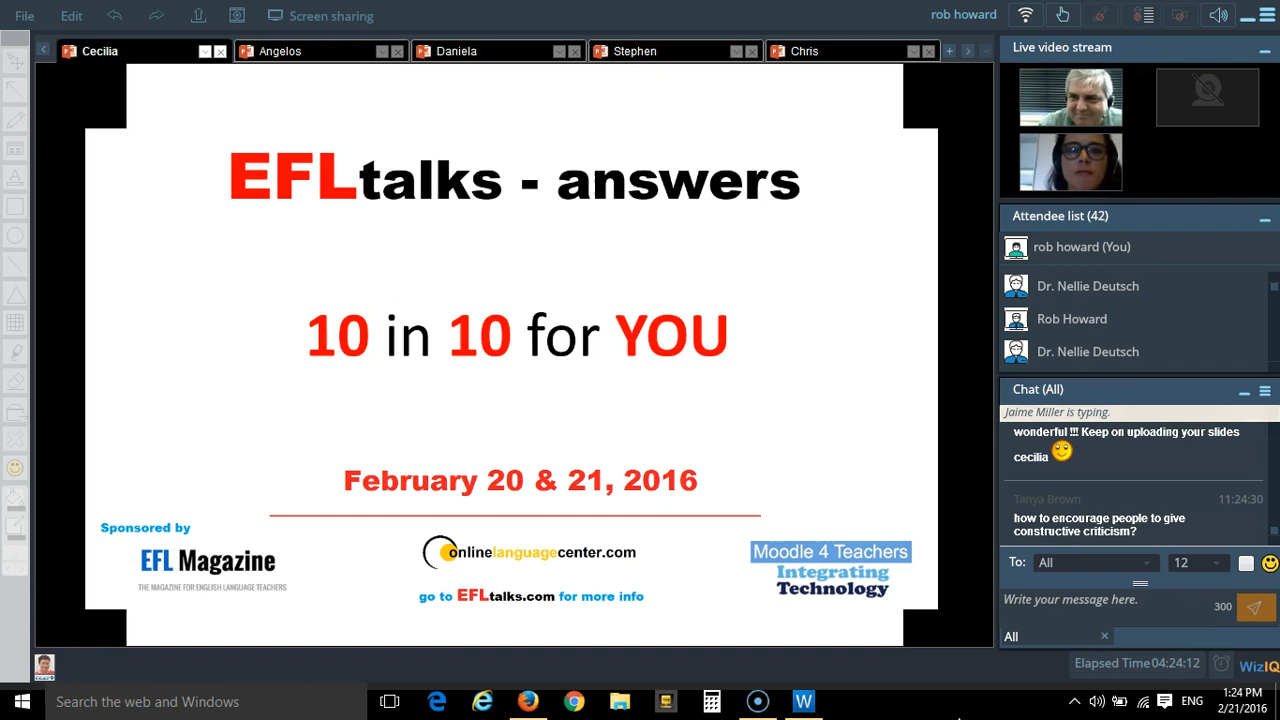 File Edit Screen sharing rob howard
Cecilia Angelos Daniela Stephen Chris
EFLtalks - answers
10 in 10 for YOU
February 20 & 21, 2016
Sponsored by
EFL Magazine
THE MAGAZINE FOR ENGLISH LANGUAGE TEACHERS
onlinelanguagecenter.com
go to EFLtalks.com for more info
Moodle 4 Teachers
Integrating
Technology
Live video stream
Attendee list (42)
rob howard (You)
Dr. Nellie Deutsch
Rob Howard
Dr. Nellie Deutsch
Chat (All)
Jaime Miller is typing.
wonderful !!! Keep on uploading your slides
cecilia
Tanya Brown 11:24:30
how to encourage people to give
constructive criticism?
To: All 12
Write your message here. 300
All
Elapsed Time 04:24:12 WizIQ
Search the web and Windows
ENG
1:24 PM
2/21/2016